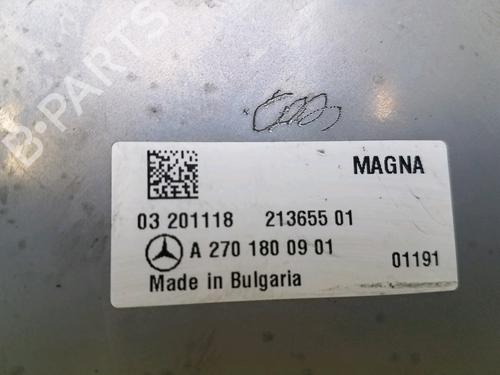 B-PARTS
MAGNA
03 201118 213655 01
A 270 180 09 01
01191
Made in Bulgaria